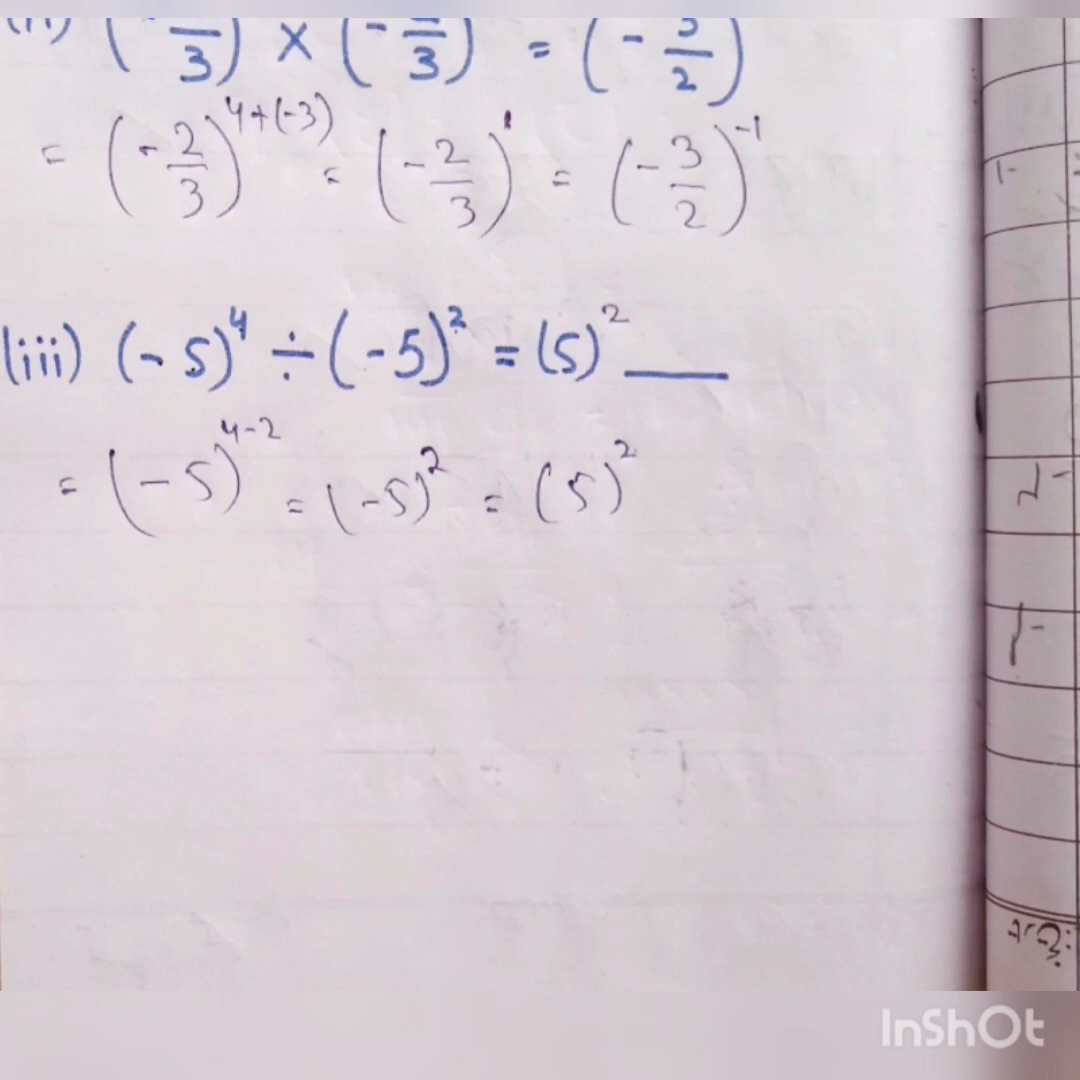 (ii) (-2/3) × (-2/3) = (-3/2)
= (-2/3)^4+(-3) = (-2/3)^1 = (-3/2)^-1
(iii) (-5)^4 ÷ (-5)^2 = (5)^2 ____
= (-5)^4-2 = (-5)^2 = (5)^2
InShOt